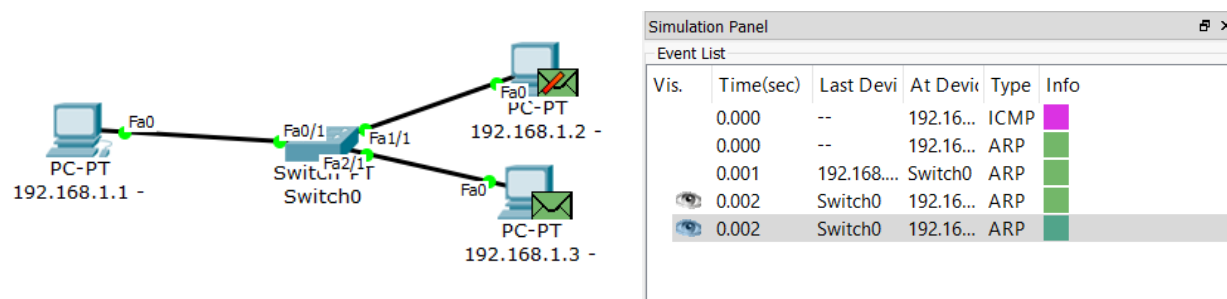 Fa0
PC-PT
192.168.1.1 -
Fa0/1
Fa1/1
Fa2/1
Switch0
Fa0
PC-PT
192.168.1.2 -
Fa0
PC-PT
192.168.1.3 -
Simulation Panel
Event List
Vis. Time(sec) Last Devi At Devic Type Info
0.000 -- 192.16... ICMP
0.000 -- 192.16... ARP
0.001 192.168.... Switch0 ARP
0.002 Switch0 192.16... ARP
0.002 Switch0 192.16... ARP